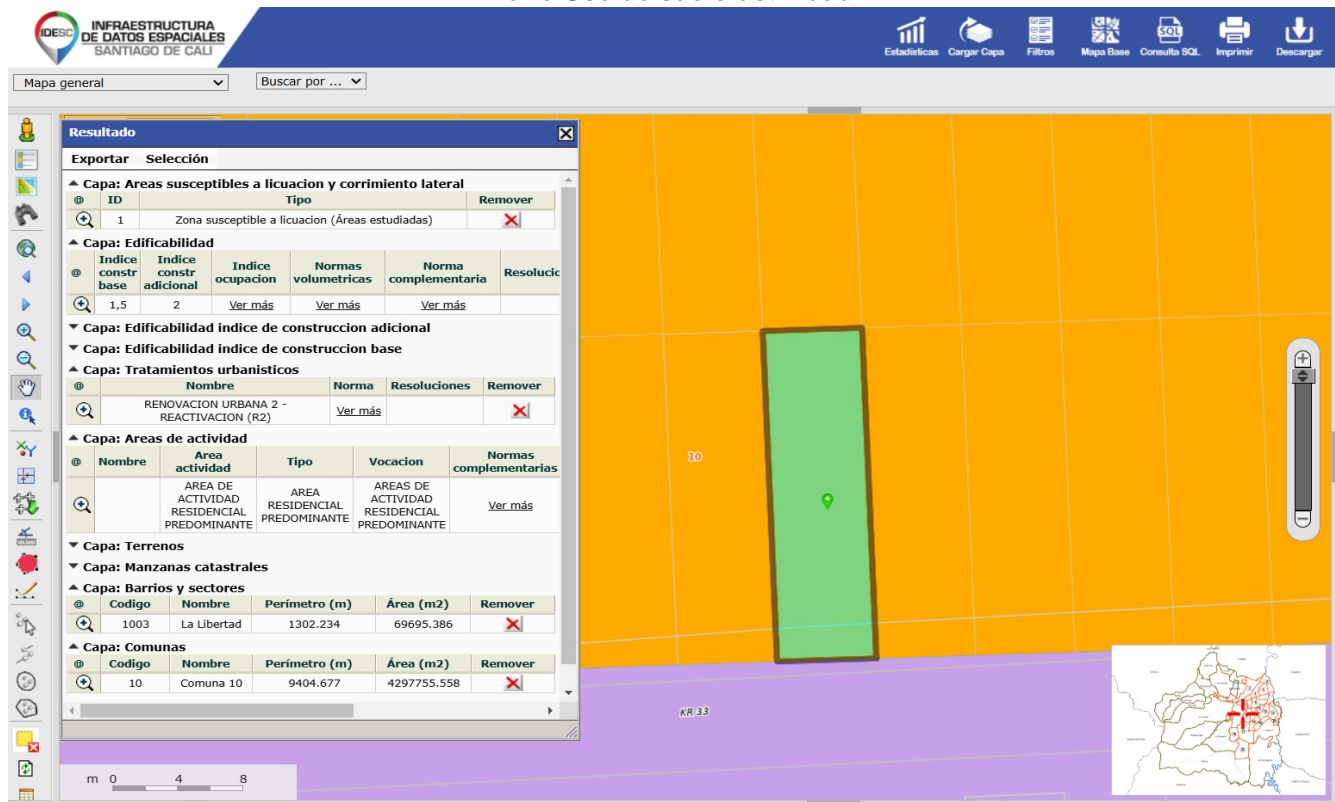 IDESC
INFRAESTRUCTURA
DE DATOS ESPACIALES
SANTIAGO DE CALI
Estadísticas Cargar Capa Filtros Mapa Base Consulta SQL Imprimir Descargar
Mapa general Buscar por ...
Resultado
Exportar Selección
Capa: Areas susceptibles a licuacion y corrimiento lateral
@ ID Tipo Remover
1 Zona susceptible a licuacion (Áreas estudiadas)
Capa: Edificabilidad
@ Indice constr base Indice constr adicional Indice ocupacion Normas volumetricas Norma complementaria Resolucic
1,5 2 Ver más Ver más Ver más
Capa: Edificabilidad indice de construccion adicional
Capa: Edificabilidad indice de construccion base
Capa: Tratamientos urbanisticos
@ Nombre Norma Resoluciones Remover
RENOVACION URBANA 2 - REACTIVACION (R2) Ver más
Capa: Areas de actividad
@ Nombre Area actividad Tipo Vocacion Normas complementarias
AREA DE ACTIVIDAD RESIDENCIAL PREDOMINANTE AREA RESIDENCIAL PREDOMINANTE AREAS DE ACTIVIDAD RESIDENCIAL PREDOMINANTE Ver más
Capa: Terrenos
Capa: Manzanas catastrales
Capa: Barrios y sectores
@ Codigo Nombre Perímetro (m) Área (m2) Remover
1003 La Libertad 1302.234 69695.386
Capa: Comunas
@ Codigo Nombre Perímetro (m) Área (m2) Remover
10 Comuna 10 9404.677 4297755.558
10
KR 33
m 0 4 8